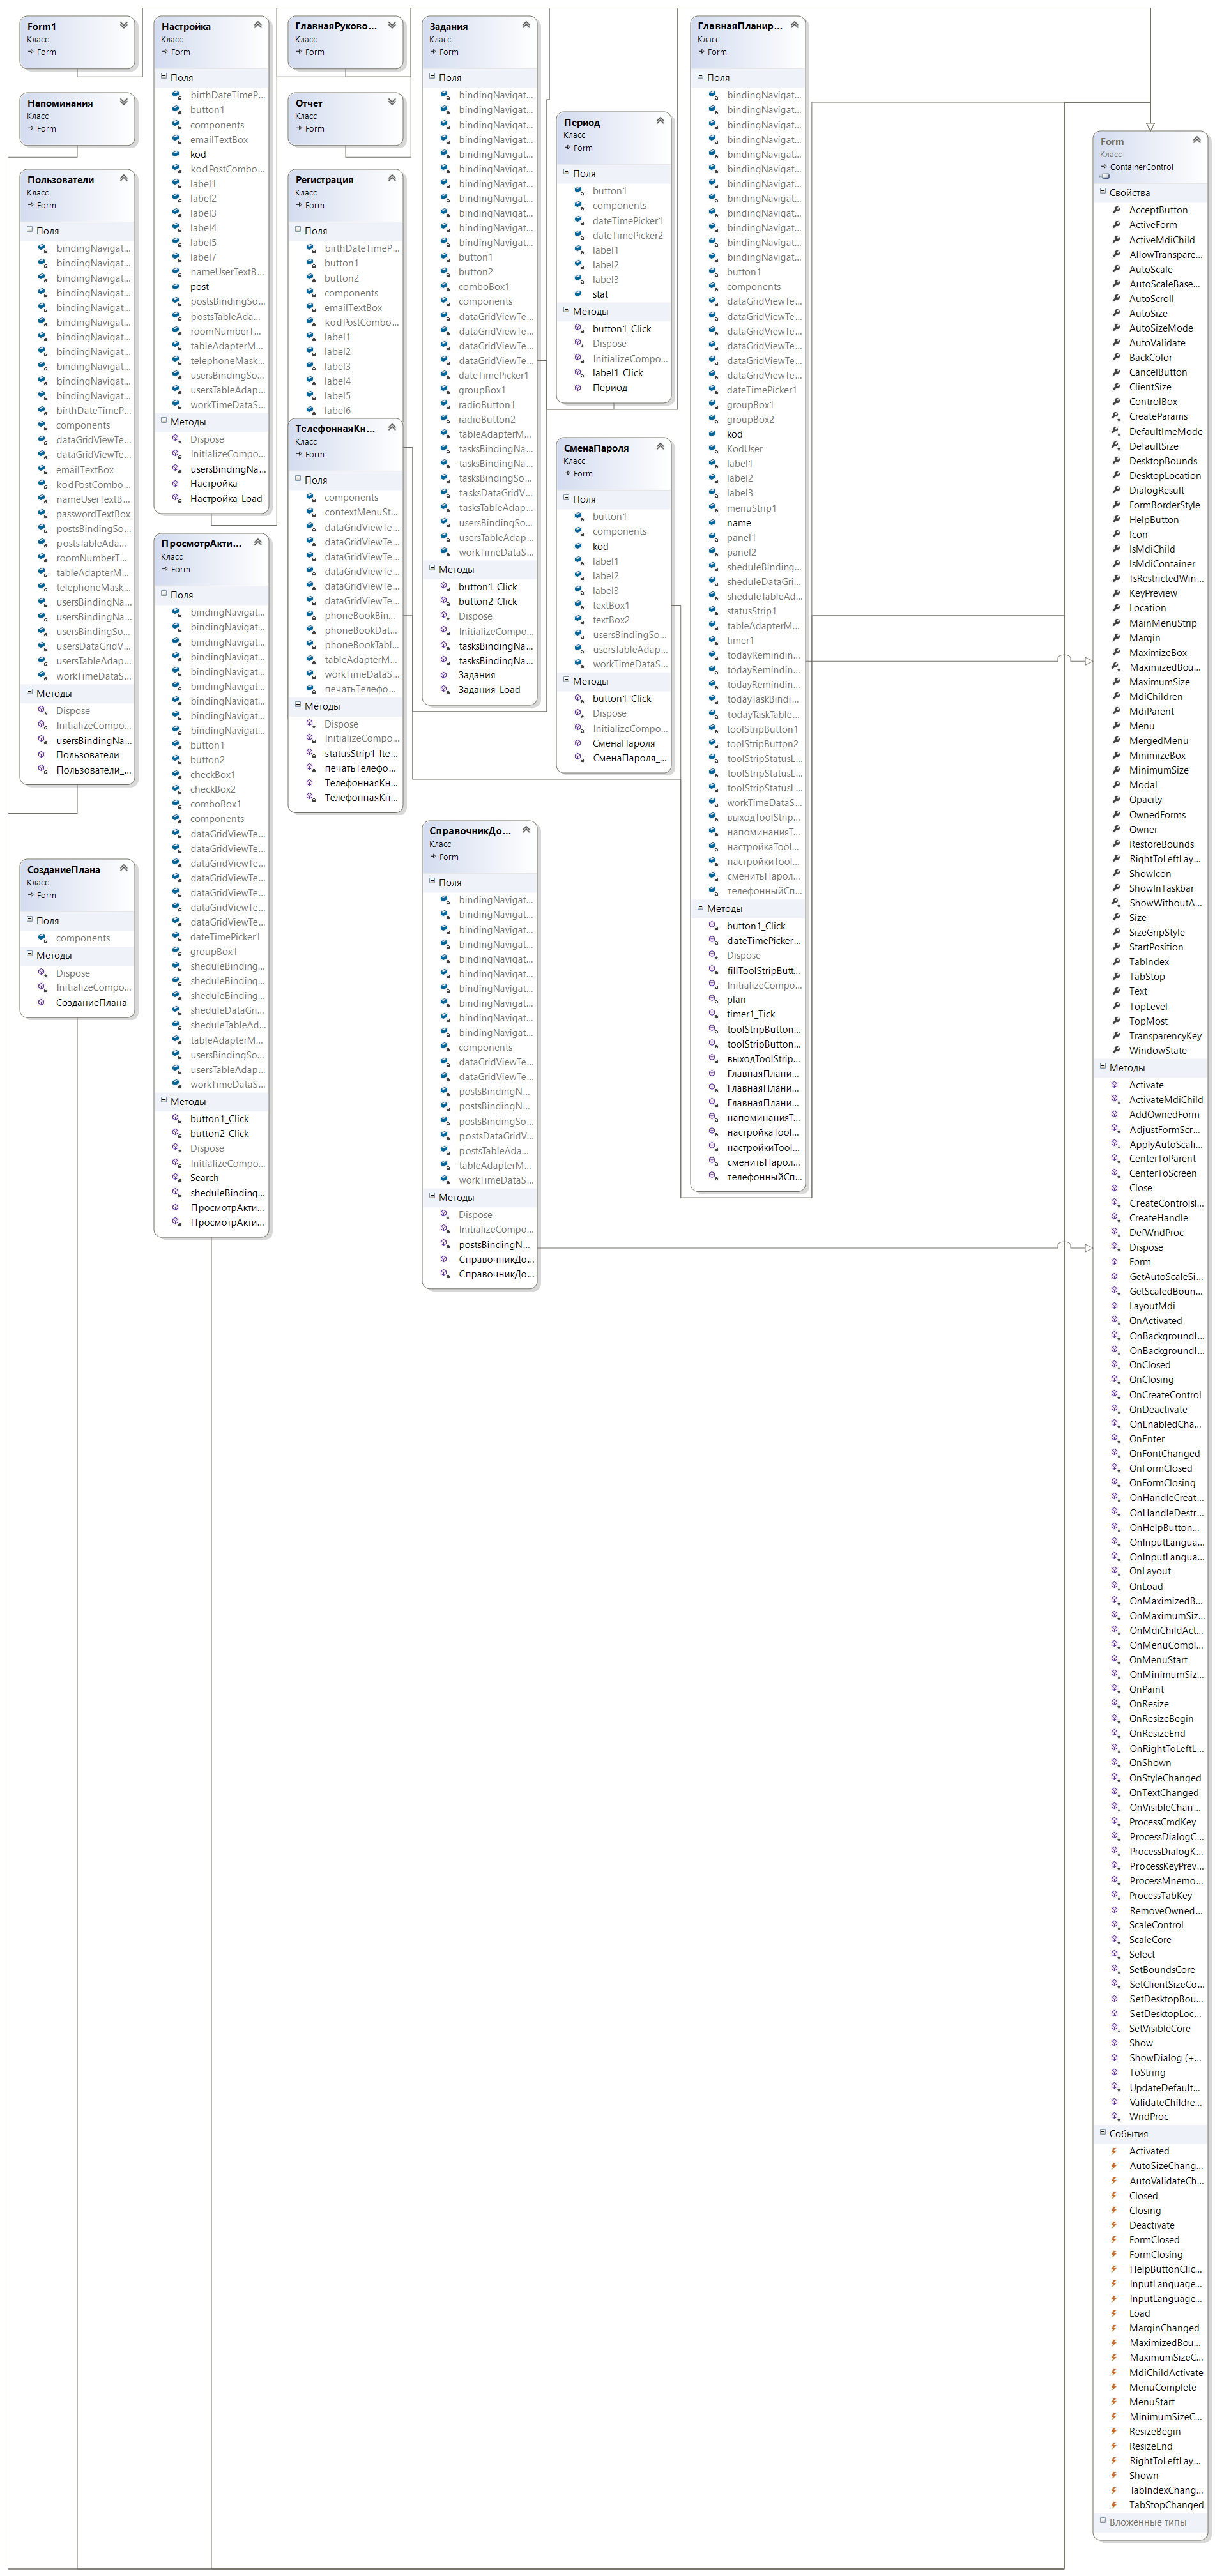 Form1
Класс
Form
Напоминания
Класс
Form
Пользователи
Класс
Form
Поля
bindingNavigat...
bindingNavigat...
bindingNavigat...
bindingNavigat...
bindingNavigat...
bindingNavigat...
bindingNavigat...
bindingNavigat...
bindingNavigat...
bindingNavigat...
bindingNavigat...
birthDateTimeP...
components
dataGridViewTe...
dataGridViewTe...
emailTextBox
kodPostCombo...
nameUserTextB...
passwordTextBox
postsBindingSo...
postsTableAda...
roomNumberT...
tableAdapterM...
telephoneMask...
usersBindingNa...
usersBindingNa...
usersBindingSo...
usersDataGridV...
usersTableAdap...
workTimeDataS...
Методы
Dispose
InitializeCompo...
usersBindingNa...
Пользователи
Пользователи_...
СозданиеПлана
Класс
Form
Поля
components
Методы
Dispose
InitializeCompo...
СозданиеПлана
Настройка
Класс
Form
Поля
birthDateTimeP...
button1
components
emailTextBox
kod
kodPostCombo...
label1
label2
label3
label4
label5
label7
nameUserTextB...
post
postsBindingSo...
postsTableAda...
roomNumberT...
tableAdapterM...
telephoneMask...
usersBindingSo...
usersTableAdap...
workTimeDataS...
Методы
Dispose
InitializeCompo...
usersBindingNa...
Настройка
Настройка_Load
ПросмотрАкти...
Класс
Form
Поля
bindingNavigat...
bindingNavigat...
bindingNavigat...
bindingNavigat...
bindingNavigat...
bindingNavigat...
bindingNavigat...
bindingNavigat...
bindingNavigat...
button1
button2
checkBox1
checkBox2
comboBox1
components
dataGridViewTe...
dataGridViewTe...
dataGridViewTe...
dataGridViewTe...
dataGridViewTe...
dataGridViewTe...
dataGridViewTe...
dateTimePicker1
groupBox1
sheduleBinding...
sheduleBinding...
sheduleBinding...
sheduleDataGri...
sheduleTableAd...
tableAdapterM...
usersBindingSo...
usersTableAdap...
workTimeDataS...
Методы
button1_Click
button2_Click
Dispose
InitializeCompo...
Search
sheduleBinding...
ПросмотрАкти...
ПросмотрАкти...
ГлавнаяРуково...
Класс
Form
Отчет
Класс
Form
Регистрация
Класс
Form
Поля
birthDateTimeP...
button1
button2
components
emailTextBox
kodPostCombo...
label1
label2
label3
label4
label5
label6
ТелефоннаяКн...
Класс
Form
Поля
components
contextMenuSt...
dataGridViewTe...
dataGridViewTe...
dataGridViewTe...
dataGridViewTe...
dataGridViewTe...
dataGridViewTe...
phoneBookBin...
phoneBookDat...
phoneBookTabl...
tableAdapterM...
workTimeDataS...
печатьТелефо...
Методы
Dispose
InitializeCompo...
statusStrip1_Ite...
печатьТелефо...
ТелефоннаяКн...
ТелефоннаяКн...
Задания
Класс
Form
Поля
bindingNavigat...
bindingNavigat...
bindingNavigat...
bindingNavigat...
bindingNavigat...
bindingNavigat...
bindingNavigat...
bindingNavigat...
bindingNavigat...
bindingNavigat...
bindingNavigat...
button1
button2
comboBox1
components
dataGridViewTe...
dataGridViewTe...
dataGridViewTe...
dataGridViewTe...
dateTimePicker1
groupBox1
radioButton1
radioButton2
tableAdapterM...
tasksBindingNa...
tasksBindingNa...
tasksBindingSo...
tasksDataGridV...
tasksTableAdap...
usersBindingSo...
usersTableAdap...
workTimeDataS...
Методы
button1_Click
button2_Click
Dispose
InitializeCompo...
tasksBindingNa...
tasksBindingNa...
Задания
Задания_Load
СправочникДо...
Класс
Form
Поля
bindingNavigat...
bindingNavigat...
bindingNavigat...
bindingNavigat...
bindingNavigat...
bindingNavigat...
bindingNavigat...
bindingNavigat...
bindingNavigat...
bindingNavigat...
components
dataGridViewTe...
dataGridViewTe...
postsBindingN...
postsBindingN...
postsBindingSo...
postsDataGridV...
postsTableAda...
tableAdapterM...
workTimeDataS...
Методы
Dispose
InitializeCompo...
postsBindingN...
СправочникДо...
СправочникДо...
Период
Класс
Form
Поля
button1
components
dateTimePicker1
dateTimePicker2
label1
label2
label3
stat
Методы
button1_Click
Dispose
InitializeCompo...
label1_Click
Период
СменаПароля
Класс
Form
Поля
button1
components
kod
label1
label2
label3
textBox1
textBox2
usersBindingSo...
usersTableAdap...
workTimeDataS...
Методы
button1_Click
Dispose
InitializeCompo...
СменаПароля
СменаПароля_...
ГлавнаяПланир...
Класс
Form
Поля
bindingNavigat...
bindingNavigat...
bindingNavigat...
bindingNavigat...
bindingNavigat...
bindingNavigat...
bindingNavigat...
bindingNavigat...
bindingNavigat...
bindingNavigat...
bindingNavigat...
bindingNavigat...
button1
components
dataGridViewTe...
dataGridViewTe...
dataGridViewTe...
dataGridViewTe...
dataGridViewTe...
dataGridViewTe...
dateTimePicker1
groupBox1
groupBox2
kod
KodUser
label1
label2
label3
menuStrip1
name
panel1
panel2
sheduleBinding...
sheduleDataGri...
sheduleTableAd...
statusStrip1
tableAdapterM...
timer1
todayRemindin...
todayRemindin...
todayRemindin...
todayTaskBindi...
todayTaskTable...
toolStripButton1
toolStripButton2
toolStripStatusL...
toolStripStatusL...
toolStripStatusL...
workTimeDataS...
выходToolStrip...
напоминанияT...
настройкаTool...
настройкиTool...
сменитьПарол...
телефонныйСп...
Методы
button1_Click
dateTimePicker...
Dispose
fillToolStripButt...
InitializeCompo...
plan
timer1_Tick
toolStripButton...
toolStripButton...
выходToolStrip...
ГлавнаяПлани...
ГлавнаяПлани...
ГлавнаяПлани...
напоминанияT...
настройкаTool...
настройкиTool...
сменитьПарол...
телефонныйСп...
Form
Класс
ContainerControl
Свойства
AcceptButton
ActiveForm
ActiveMdiChild
AllowTranspare...
AutoScale
AutoScaleBase...
AutoScroll
AutoSize
AutoSizeMode
AutoValidate
BackColor
CancelButton
ClientSize
ControlBox
CreateParams
DefaultImeMode
DefaultSize
DesktopBounds
DesktopLocation
DialogResult
FormBorderStyle
HelpButton
Icon
IsMdiChild
IsMdiContainer
IsRestrictedWin...
KeyPreview
Location
MainMenuStrip
Margin
MaximizeBox
MaximizedBou...
MaximumSize
MdiChildren
MdiParent
Menu
MergedMenu
MinimizeBox
MinimumSize
Modal
Opacity
OwnedForms
Owner
RestoreBounds
RightToLeftLay...
ShowIcon
ShowInTaskbar
ShowWithoutA...
Size
SizeGripStyle
StartPosition
TabIndex
TabStop
Text
TopLevel
TopMost
TransparencyKey
WindowState
Методы
Activate
ActivateMdiChild
AddOwnedForm
AdjustFormScr...
ApplyAutoScali...
CenterToParent
CenterToScreen
Close
CreateControlsI...
CreateHandle
DefWndProc
Dispose
Form
GetAutoScaleSi...
GetScaledBoun...
LayoutMdi
OnActivated
OnBackgroundI...
OnBackgroundI...
OnClosed
OnClosing
OnCreateControl
OnDeactivate
OnEnabledCha...
OnEnter
OnFontChanged
OnFormClosed
OnFormClosing
OnHandleCreat...
OnHandleDestr...
OnHelpButton...
OnInputLangua...
OnInputLangua...
OnLayout
OnLoad
OnMaximizedB...
OnMaximumSiz...
OnMdiChildAct...
OnMenuCompl...
OnMenuStart
OnMinimumSiz...
OnPaint
OnResize
OnResizeBegin
OnResizeEnd
OnRightToLeftL...
OnShown
OnStyleChanged
OnTextChanged
OnVisibleChan...
ProcessCmdKey
ProcessDialogC...
ProcessDialogK...
ProcessKeyPrev...
ProcessMnemo...
ProcessTabKey
RemoveOwned...
ScaleControl
ScaleCore
Select
SetBoundsCore
SetClientSizeCo...
SetDesktopBou...
SetDesktopLoc...
SetVisibleCore
Show
ShowDialog (+...
ToString
UpdateDefault...
ValidateChildre...
WndProc
События
Activated
AutoSizeChang...
AutoValidateCh...
Closed
Closing
Deactivate
FormClosed
FormClosing
HelpButtonClic...
InputLanguage...
InputLanguage...
Load
MarginChanged
MaximizedBou...
MaximumSizeC...
MdiChildActivate
MenuComplete
MenuStart
MinimumSizeC...
ResizeBegin
ResizeEnd
RightToLeftLay...
Shown
TabIndexChang...
TabStopChanged
Вложенные типы